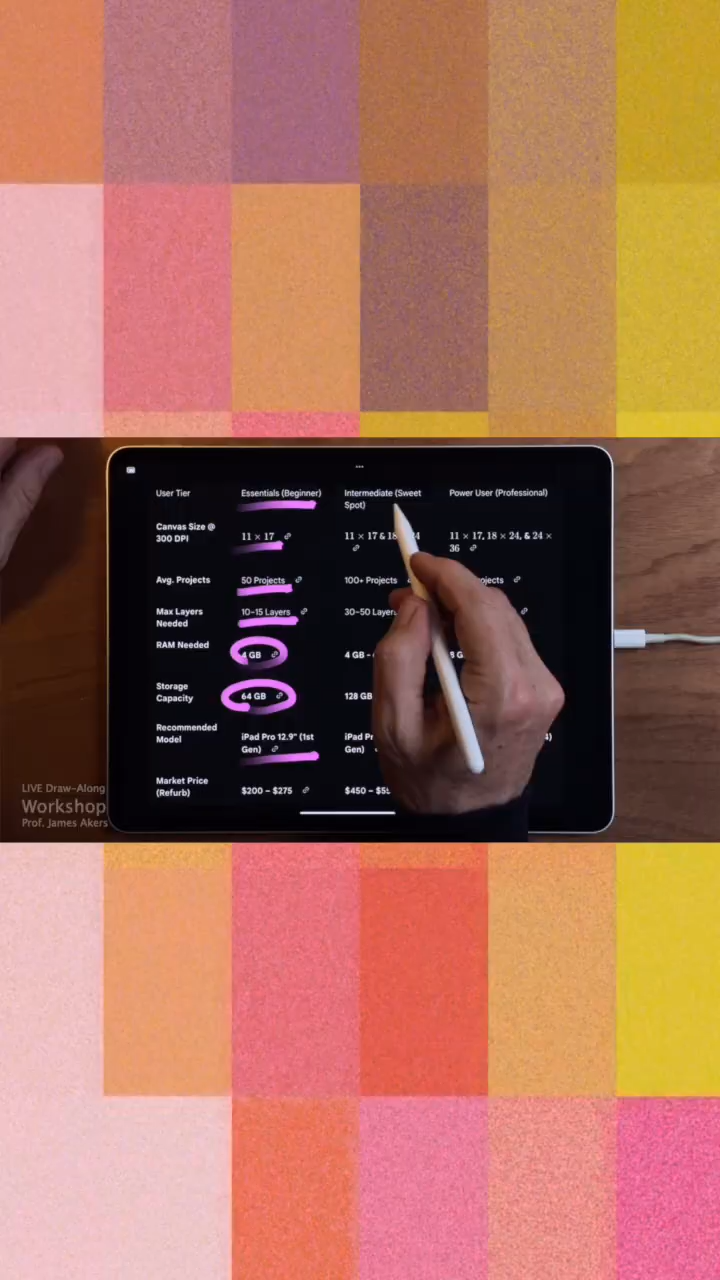 User Tier
Essentials (Beginner)
Intermediate (Sweet
Spot)
Power User (Professional)
Canvas Size @
300 DPI
11 × 17
11 × 17 & 18
24
11 × 17, 18 × 24, & 24 ×
36
Avg. Projects
50 Projects
100+ Projects
Max Layers
Needed
10–15 Layers
30–50 Layers
RAM Needed
4 GB
4 GB -
Storage
Capacity
64 GB
128 GB
Recommended
Model
iPad Pro 12.9" (1st
Gen)
iPad Pr
Gen)
Market Price
(Refurb)
$200 – $275
LIVE Draw-Along
Workshop
Prof. James Akers